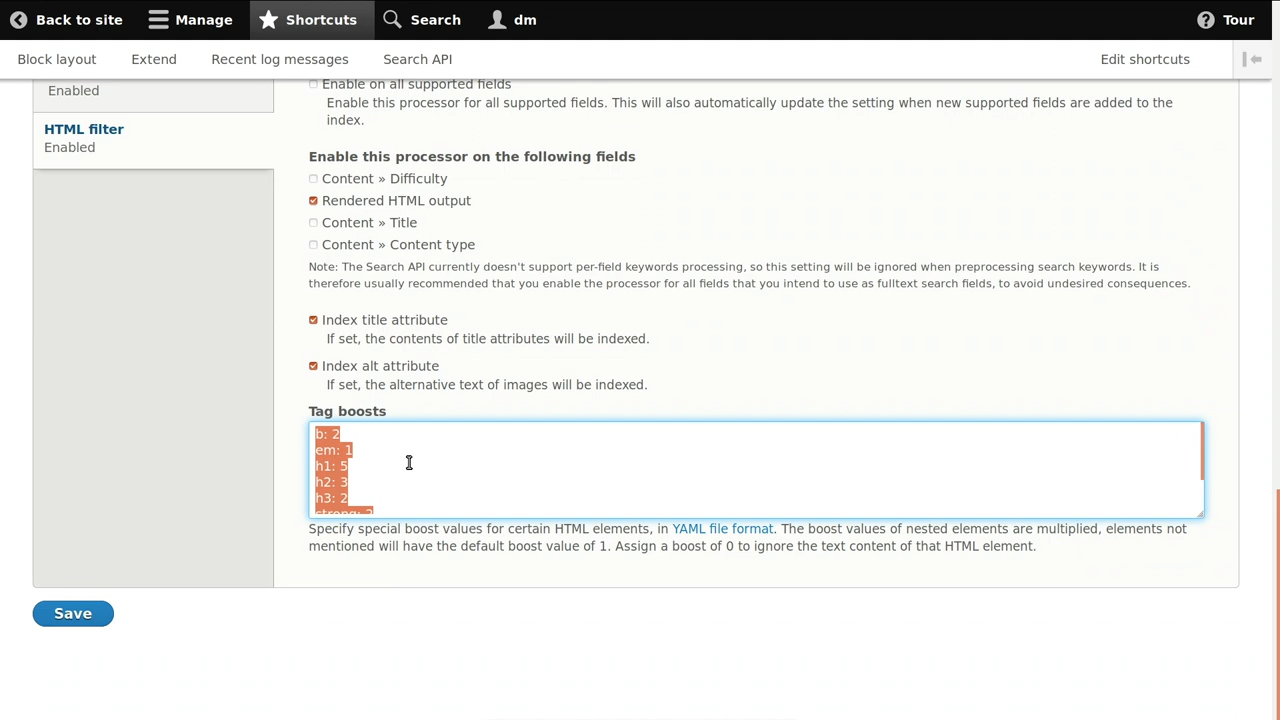 Back to site
Manage
Shortcuts
Search
dm
Tour
Block layout
Extend
Recent log messages
Search API
Edit shortcuts
Enabled
HTML filter
Enabled
Enable on all supported fields
Enable this processor for all supported fields. This will also automatically update the setting when new supported fields are added to the
index.
Enable this processor on the following fields
Content » Difficulty
Rendered HTML output
Content » Title
Content » Content type
Note: The Search API currently doesn't support per-field keywords processing, so this setting will be ignored when preprocessing search keywords. It is
therefore usually recommended that you enable the processor for all fields that you intend to use as fulltext search fields, to avoid undesired consequences.
Index title attribute
If set, the contents of title attributes will be indexed.
Index alt attribute
If set, the alternative text of images will be indexed.
Tag boosts
b: 2
em: 1
h1: 5
h2: 3
h3: 2
strong: 2
Specify special boost values for certain HTML elements, in YAML file format. The boost values of nested elements are multiplied, elements not
mentioned will have the default boost value of 1. Assign a boost of 0 to ignore the text content of that HTML element.
Save